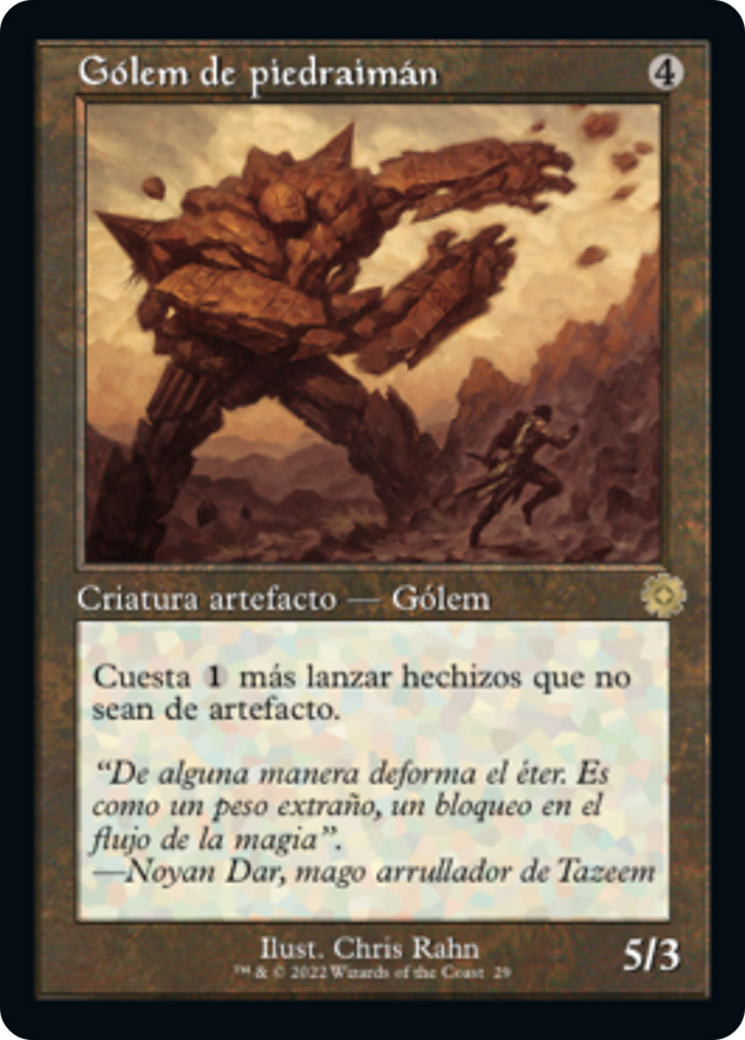 Gólem de piedraimán 4
Criatura artefacto — Gólem
Cuesta 1 más lanzar hechizos que no
sean de artefacto.
“De alguna manera deforma el éter. Es
como un peso extraño, un bloqueo en el
flujo de la magia”.
—Noyan Dar, mago arrullador de Tazeem
Ilust. Chris Rahn
™ & © 2022 Wizards of the Coast 29
5/3